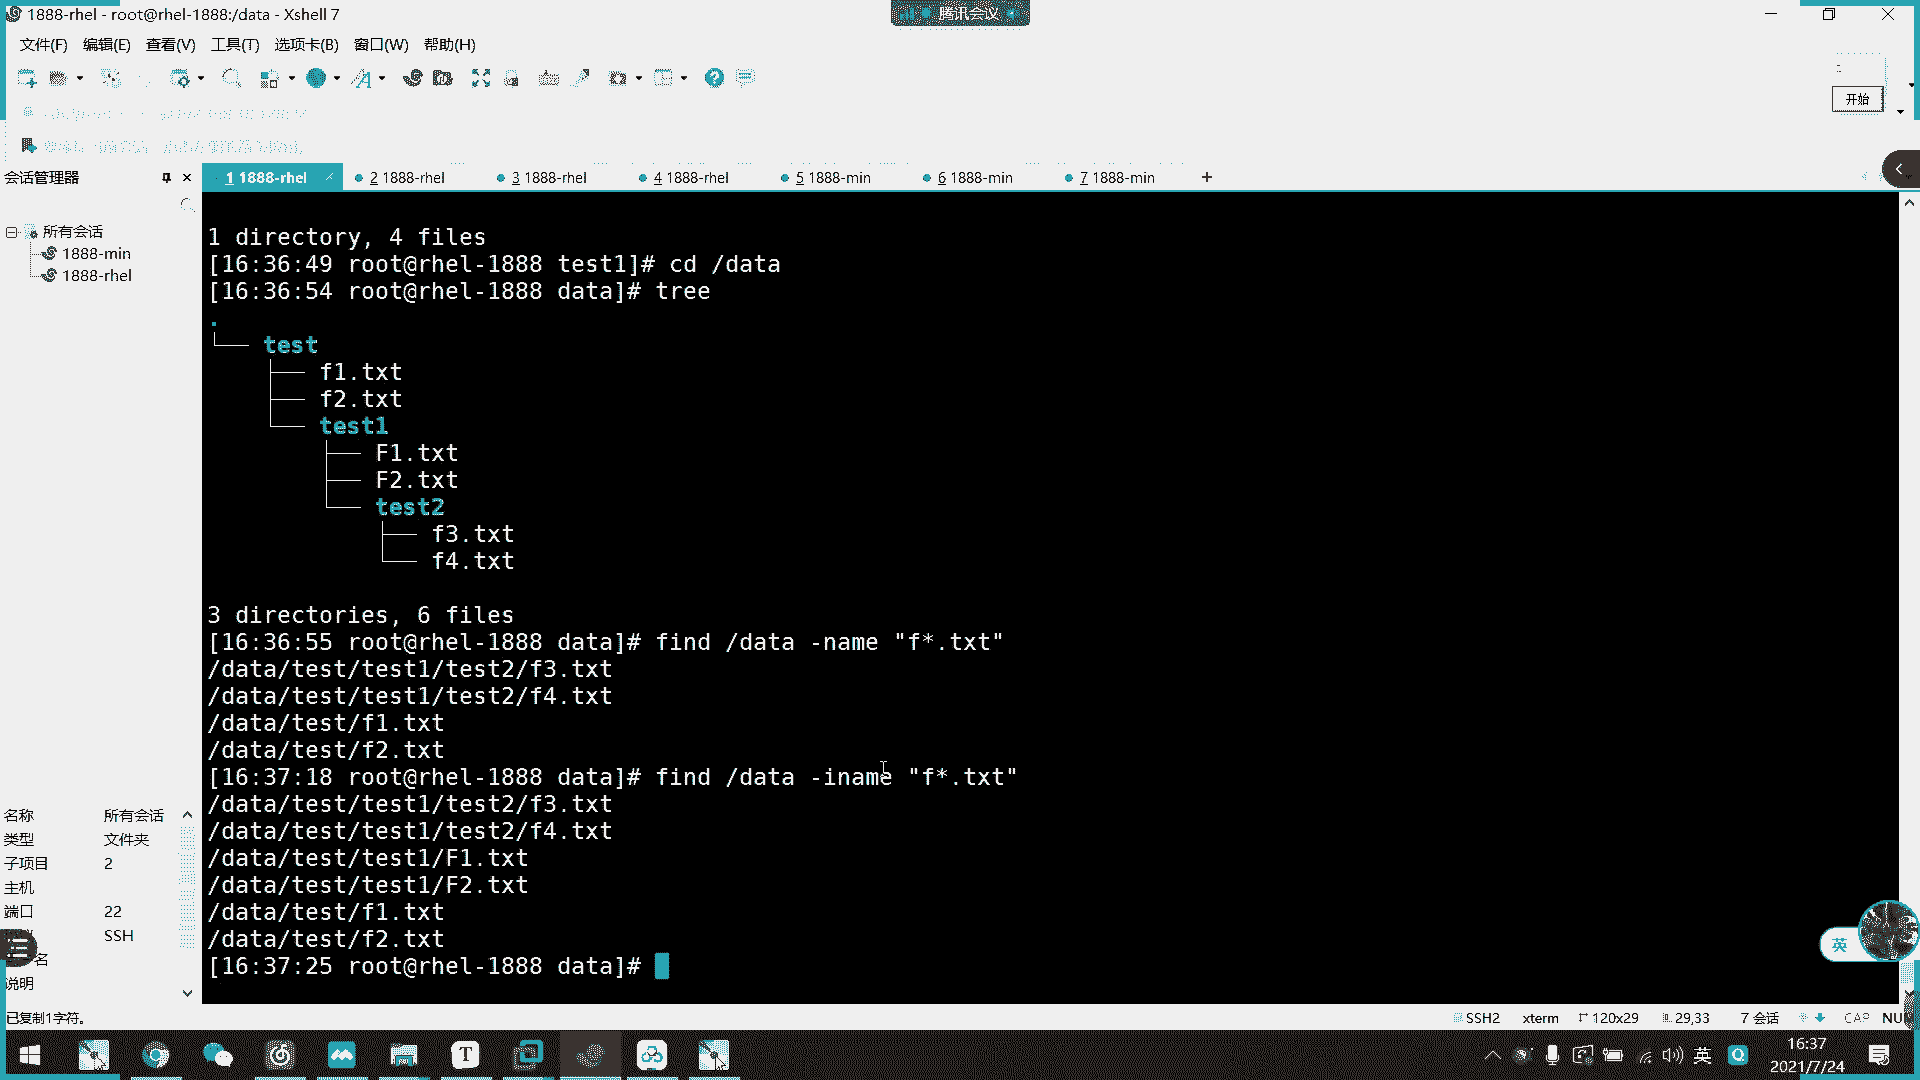 1888-rhel - root@rhel-1888:/data - Xshell 7
腾讯会议
文件(F) 编辑(E) 查看(V) 工具(T) 选项卡(B) 窗口(W) 帮助(H)
开始
会话管理器
1 1888-rhel
2 1888-rhel
3 1888-rhel
4 1888-rhel
5 1888-min
6 1888-min
7 1888-min
所有会话
1888-min
1888-rhel
1 directory, 4 files
[16:36:49 root@rhel-1888 test1]# cd /data
[16:36:54 root@rhel-1888 data]# tree
.
└── test
├── f1.txt
├── f2.txt
└── test1
├── F1.txt
├── F2.txt
└── test2
├── f3.txt
└── f4.txt
3 directories, 6 files
[16:36:55 root@rhel-1888 data]# find /data -name "f*.txt"
/data/test/test1/test2/f3.txt
/data/test/test1/test2/f4.txt
/data/test/f1.txt
/data/test/f2.txt
[16:37:18 root@rhel-1888 data]# find /data -iname "f*.txt"
/data/test/test1/test2/f3.txt
/data/test/test1/test2/f4.txt
/data/test/test1/F1.txt
/data/test/test1/F2.txt
/data/test/f1.txt
/data/test/f2.txt
[16:37:25 root@rhel-1888 data]#
名称 所有会话
类型 文件夹
子项目 2
主机
端口 22
SSH
名
说明
英
已复制1字符。
SSH2 xterm 120x29 29,33 7 会话 CAP NUM
英
16:37
2021/7/24